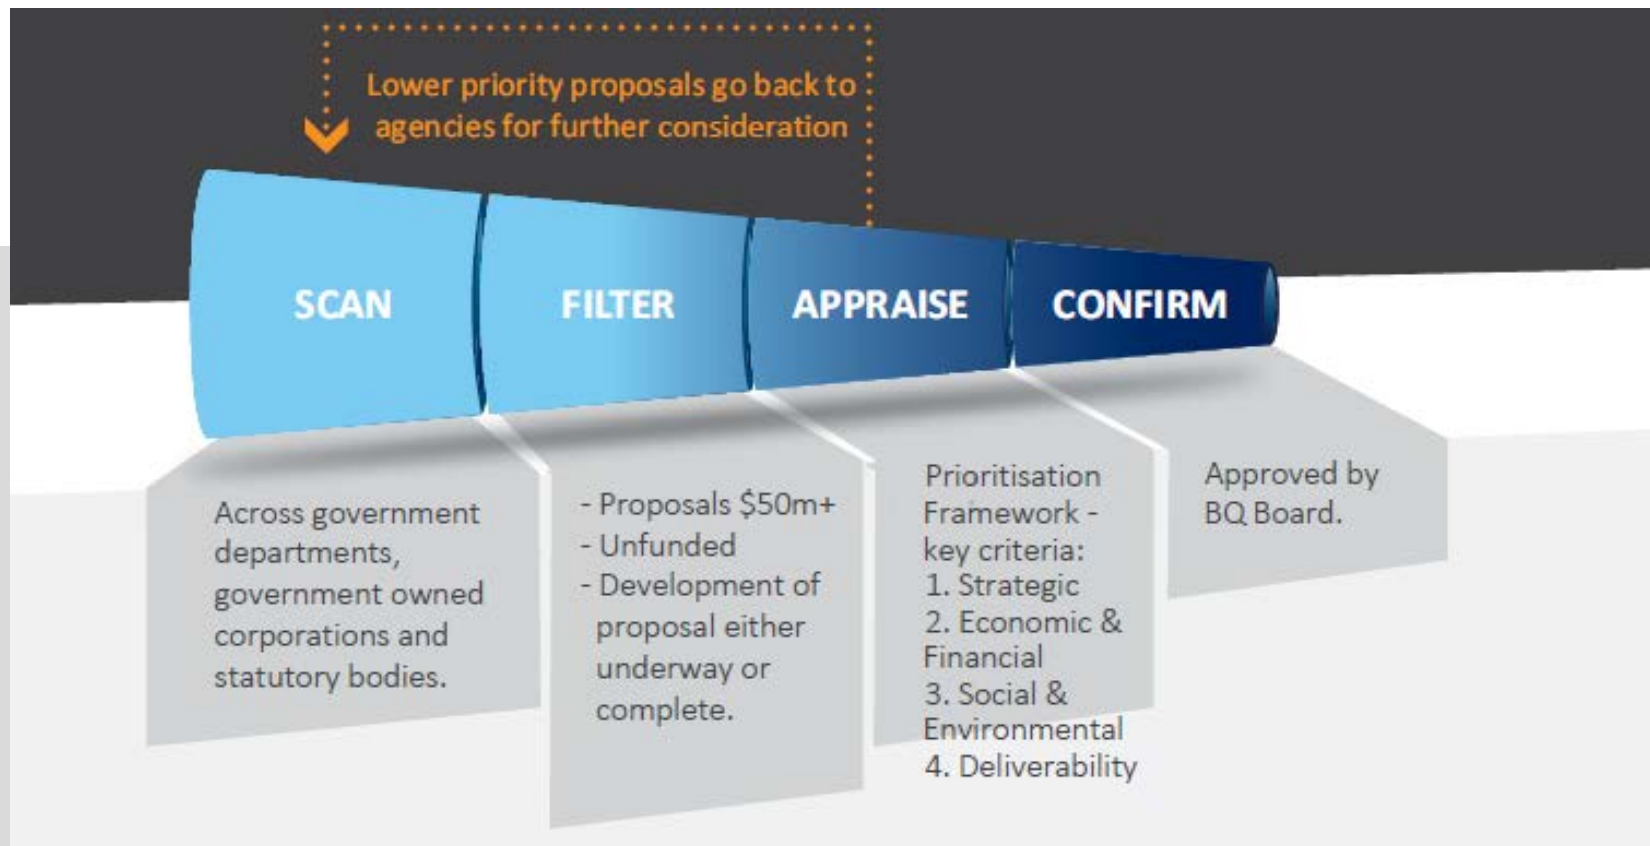 Lower priority proposals go back to
agencies for further consideration
SCAN
FILTER
APPRAISE
CONFIRM
Across government
departments,
government owned
corporations and
statutory bodies.
- Proposals $50m+
- Unfunded
- Development of
proposal either
underway or
complete.
Prioritisation
Framework -
key criteria:
1. Strategic
2. Economic &
Financial
3. Social &
Environmental
4. Deliverability
Approved by
BQ Board.